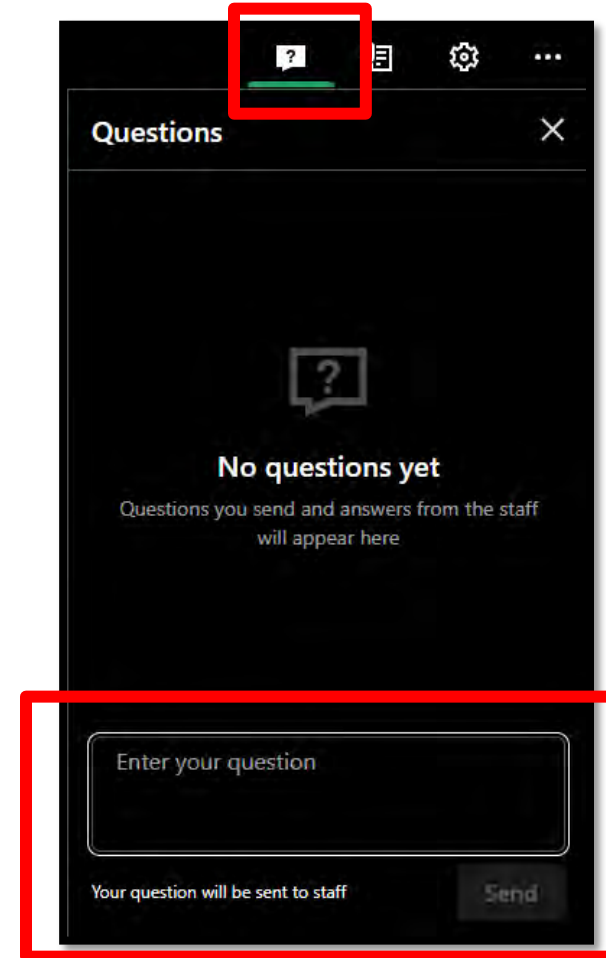 ?
Questions
?
No questions yet
Questions you send and answers from the staff
will appear here
Enter your question
Your question will be sent to staff
Send